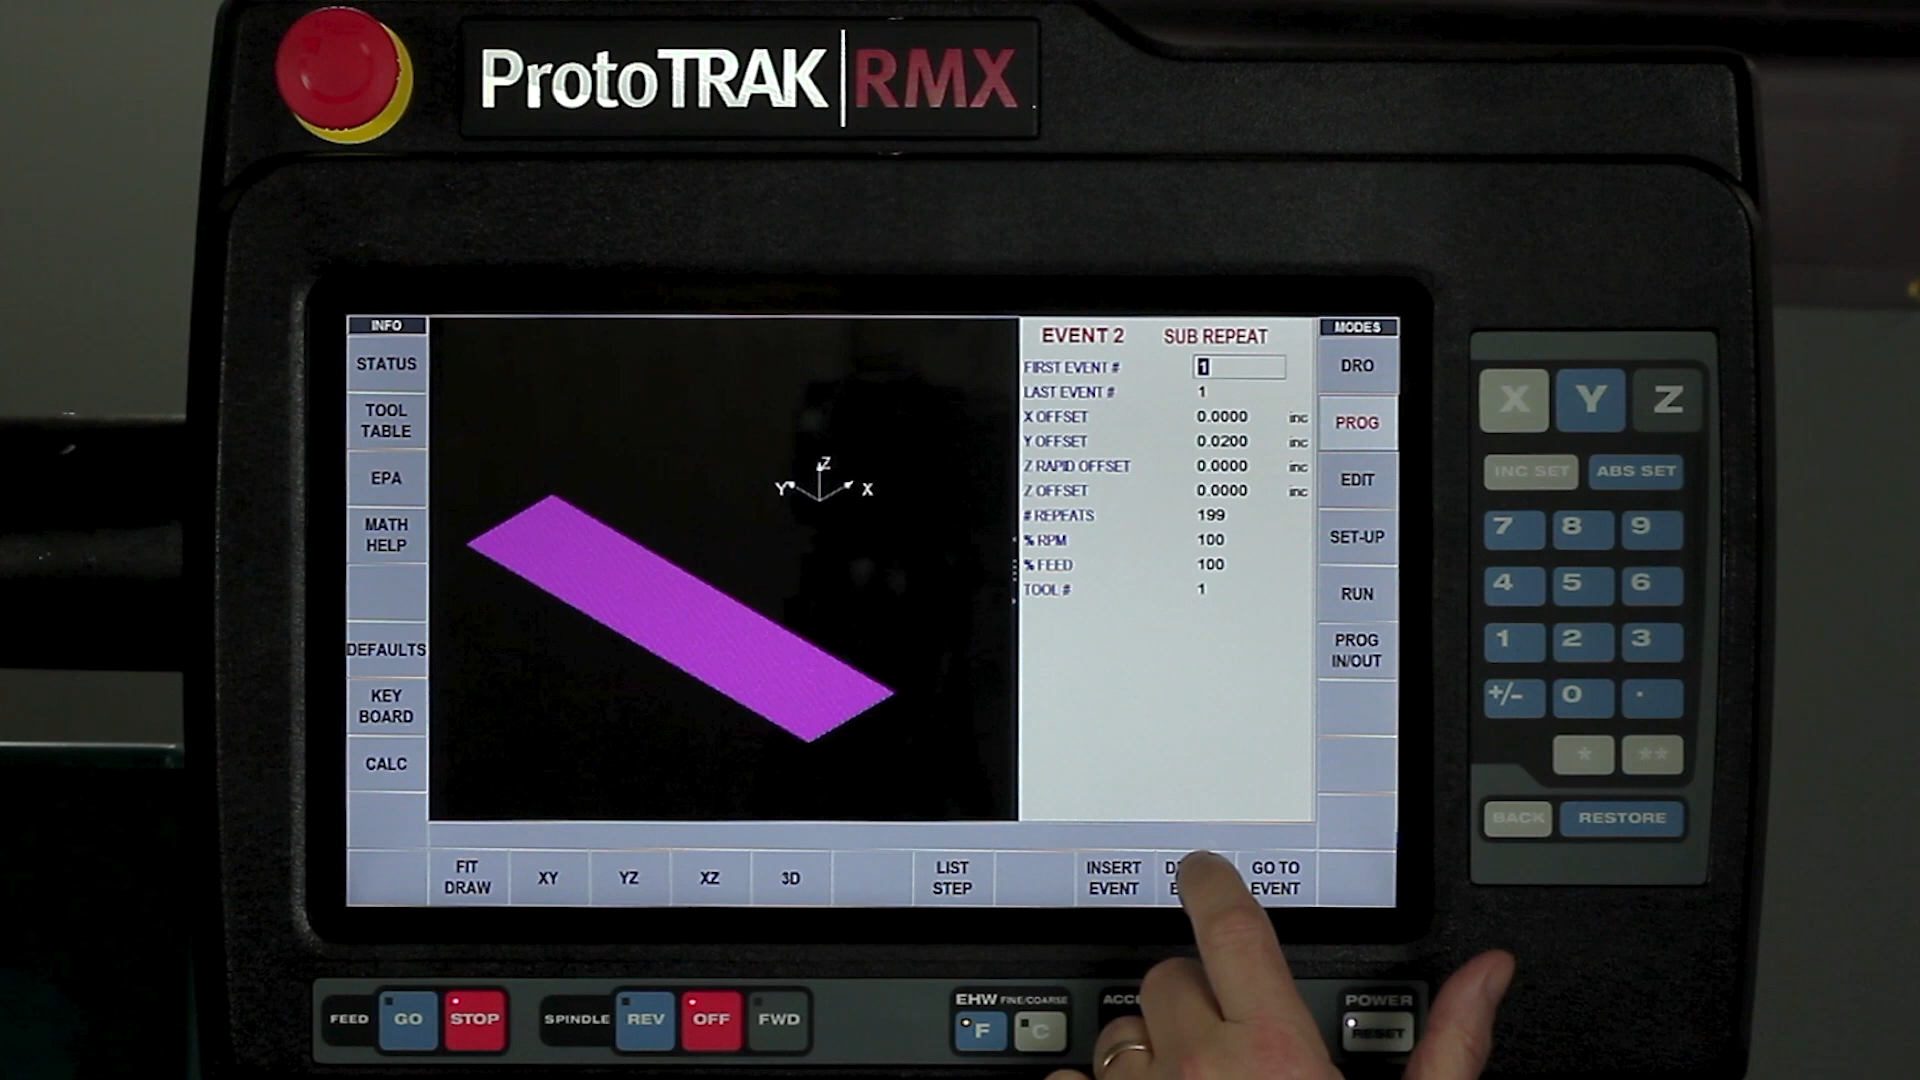 ProtoTRAK RMX
INFO
STATUS
TOOL
TABLE
EPA
MATH
HELP
DEFAULTS
KEY
BOARD
CALC
Z
Y
X
EVENT 2 SUB REPEAT
FIRST EVENT # 1
LAST EVENT # 1
X OFFSET 0.0000 inc
Y OFFSET 0.0200 inc
Z RAPID OFFSET 0.0000 inc
Z OFFSET 0.0000 inc
# REPEATS 199
% RPM 100
% FEED 100
TOOL # 1
MODES
DRO
PROG
EDIT
SET-UP
RUN
PROG
IN/OUT
FIT
DRAW
XY
YZ
XZ
3D
LIST
STEP
INSERT
EVENT
GO TO
EVENT
X Y Z
INC SET ABS SET
7 8 9
4 5 6
1 2 3
+/- 0 .
* **
BACK RESTORE
FEED GO STOP
SPINDLE REV OFF FWD
EHW FINE/COARSE
F C
POWER
RESET